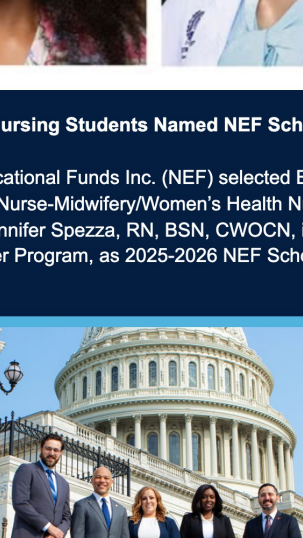 ursing Students Named NEF Sch
cational Funds Inc. (NEF) selected
Nurse-Midwifery/Women's Health N
nnifer Spezza, RN, BSN, CWOCN, i
er Program, as 2025-2026 NEF Scho